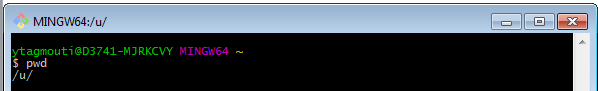 MINGW64:/u/
ytagmouti@D3741-MJRKCVY MINGW64 ~
$ pwd
/u/